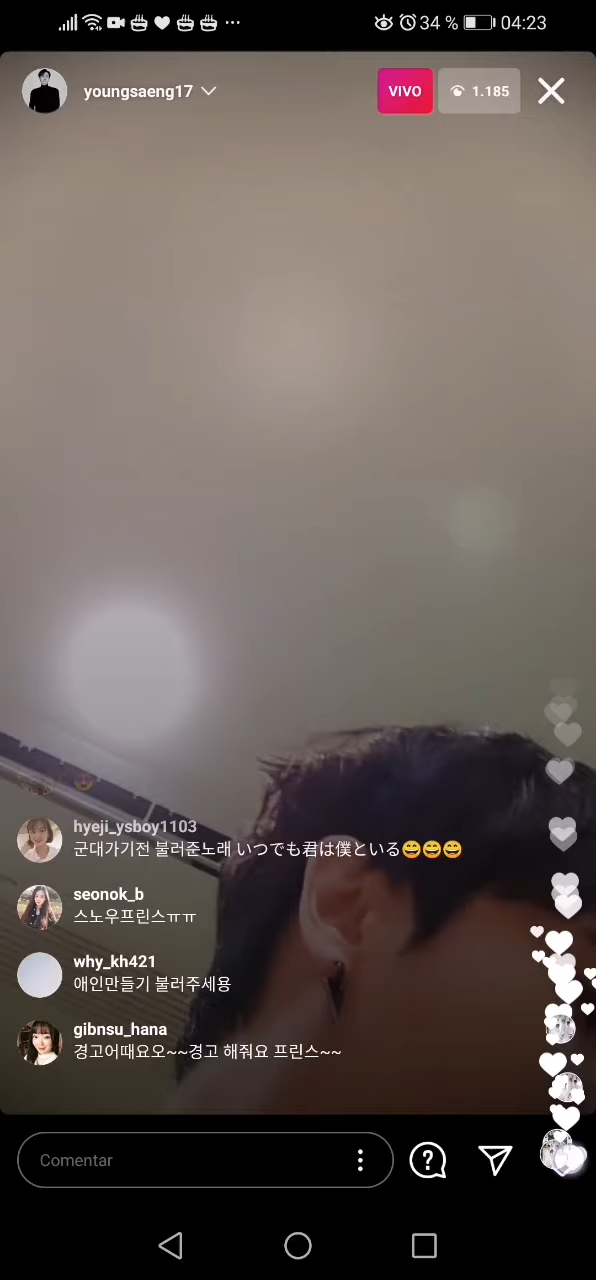 34 % 04:23
youngsaeng17 VIVO 1.185
hyeji_ysboy1103
군대가기전 불러준노래 いつでも君は僕といる😄😄😄
seonok_b
스노우프린스ㅠㅠ
why_kh421
애인만들기 불러주세용
gibnsu_hana
경고어때요오~~경고 해줘요 프린스~~
Comentar